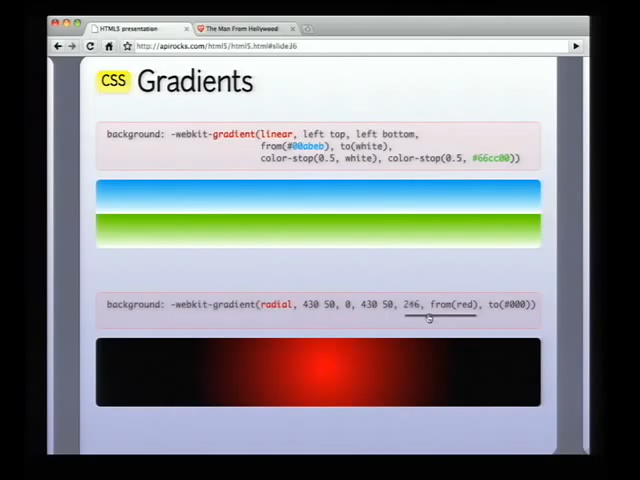 HTML5 presentation
The Man From Hollywood
http://apirocks.com/html5/html5.html#slide36
CSS Gradients
background: -webkit-gradient(linear, left top, left bottom,
from(#00abeb), to(white),
color-stop(0.5, white), color-stop(0.5, #66cc00))
background: -webkit-gradient(radial, 430 50, 0, 430 50, 246, from(red), to(#000))